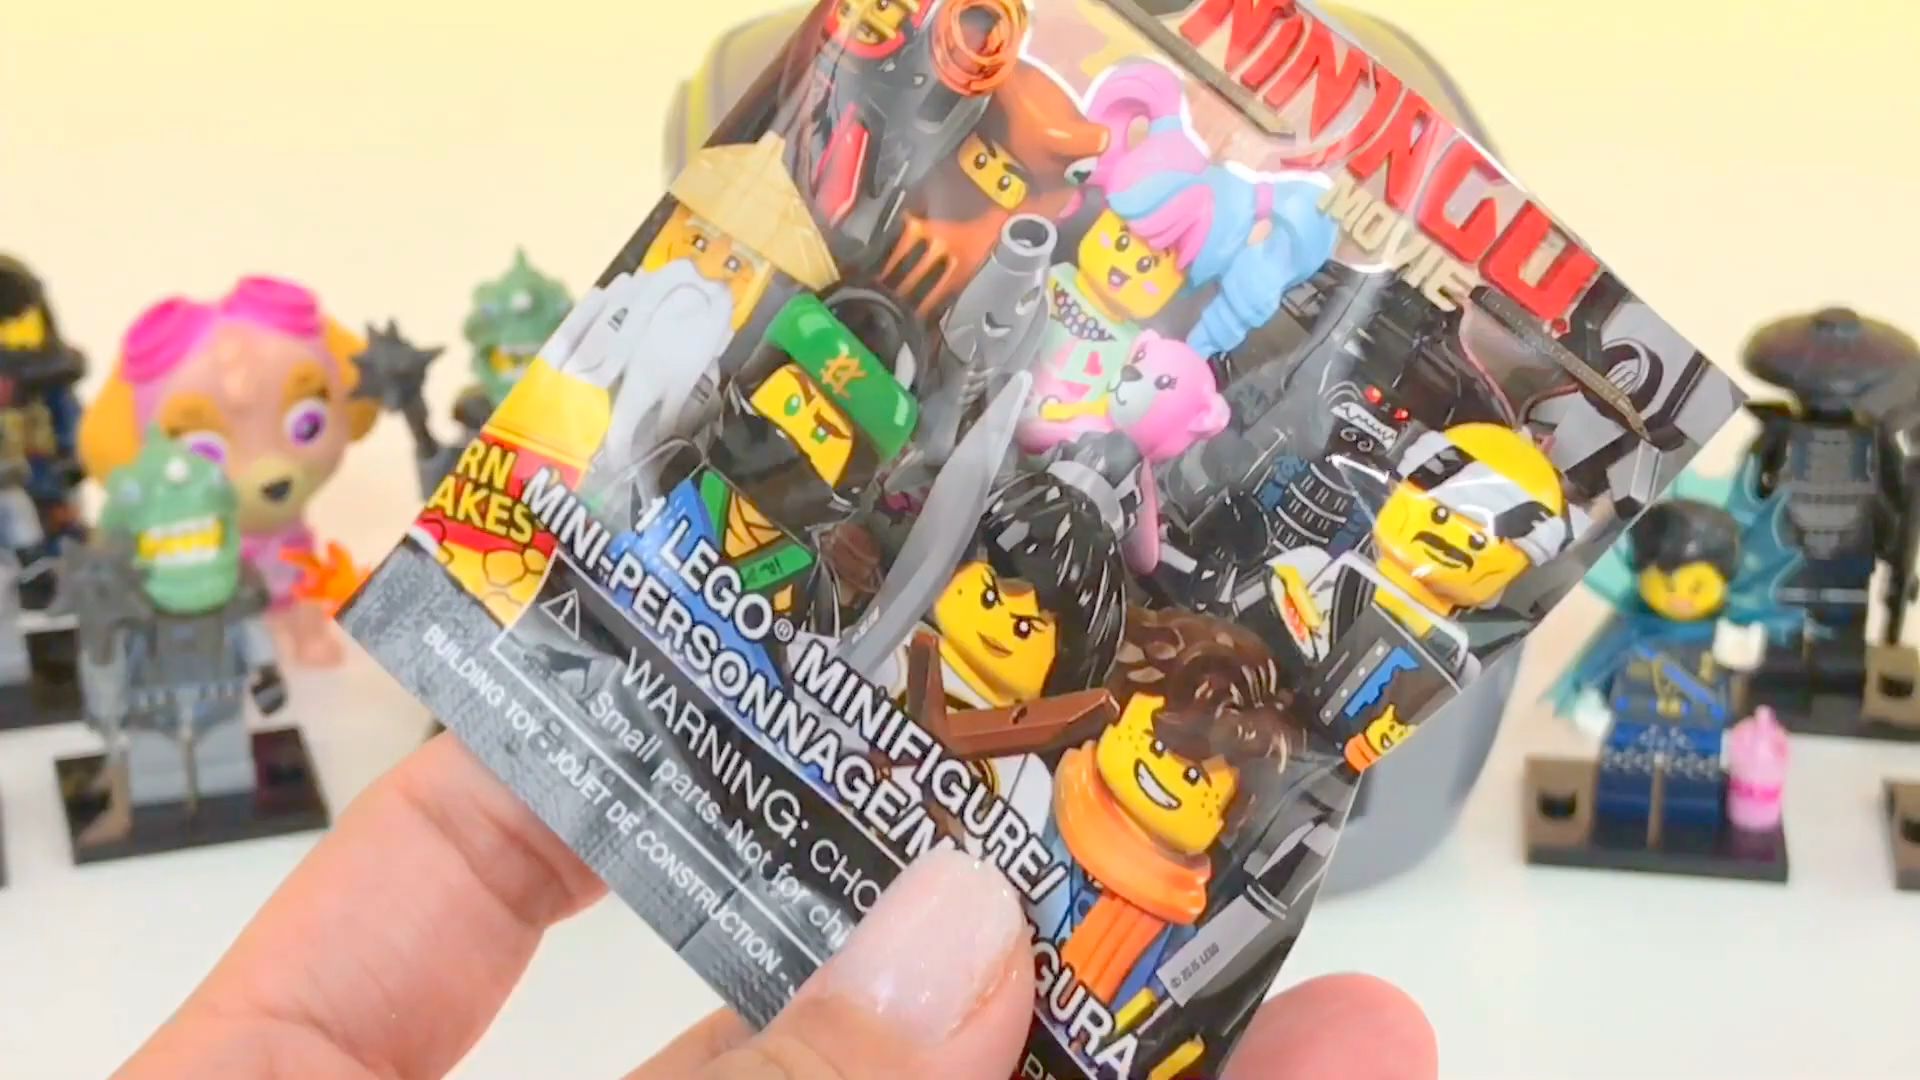 NINJAGO
MOVIE
RN
AKES
1 LEGO® MINIFIGURE/
MINI-PERSONNAGE/M
IGURA
WARNING: CHO
Small parts. Not for chi
BUILDING TOY - JOUET DE CONSTRUCTION -